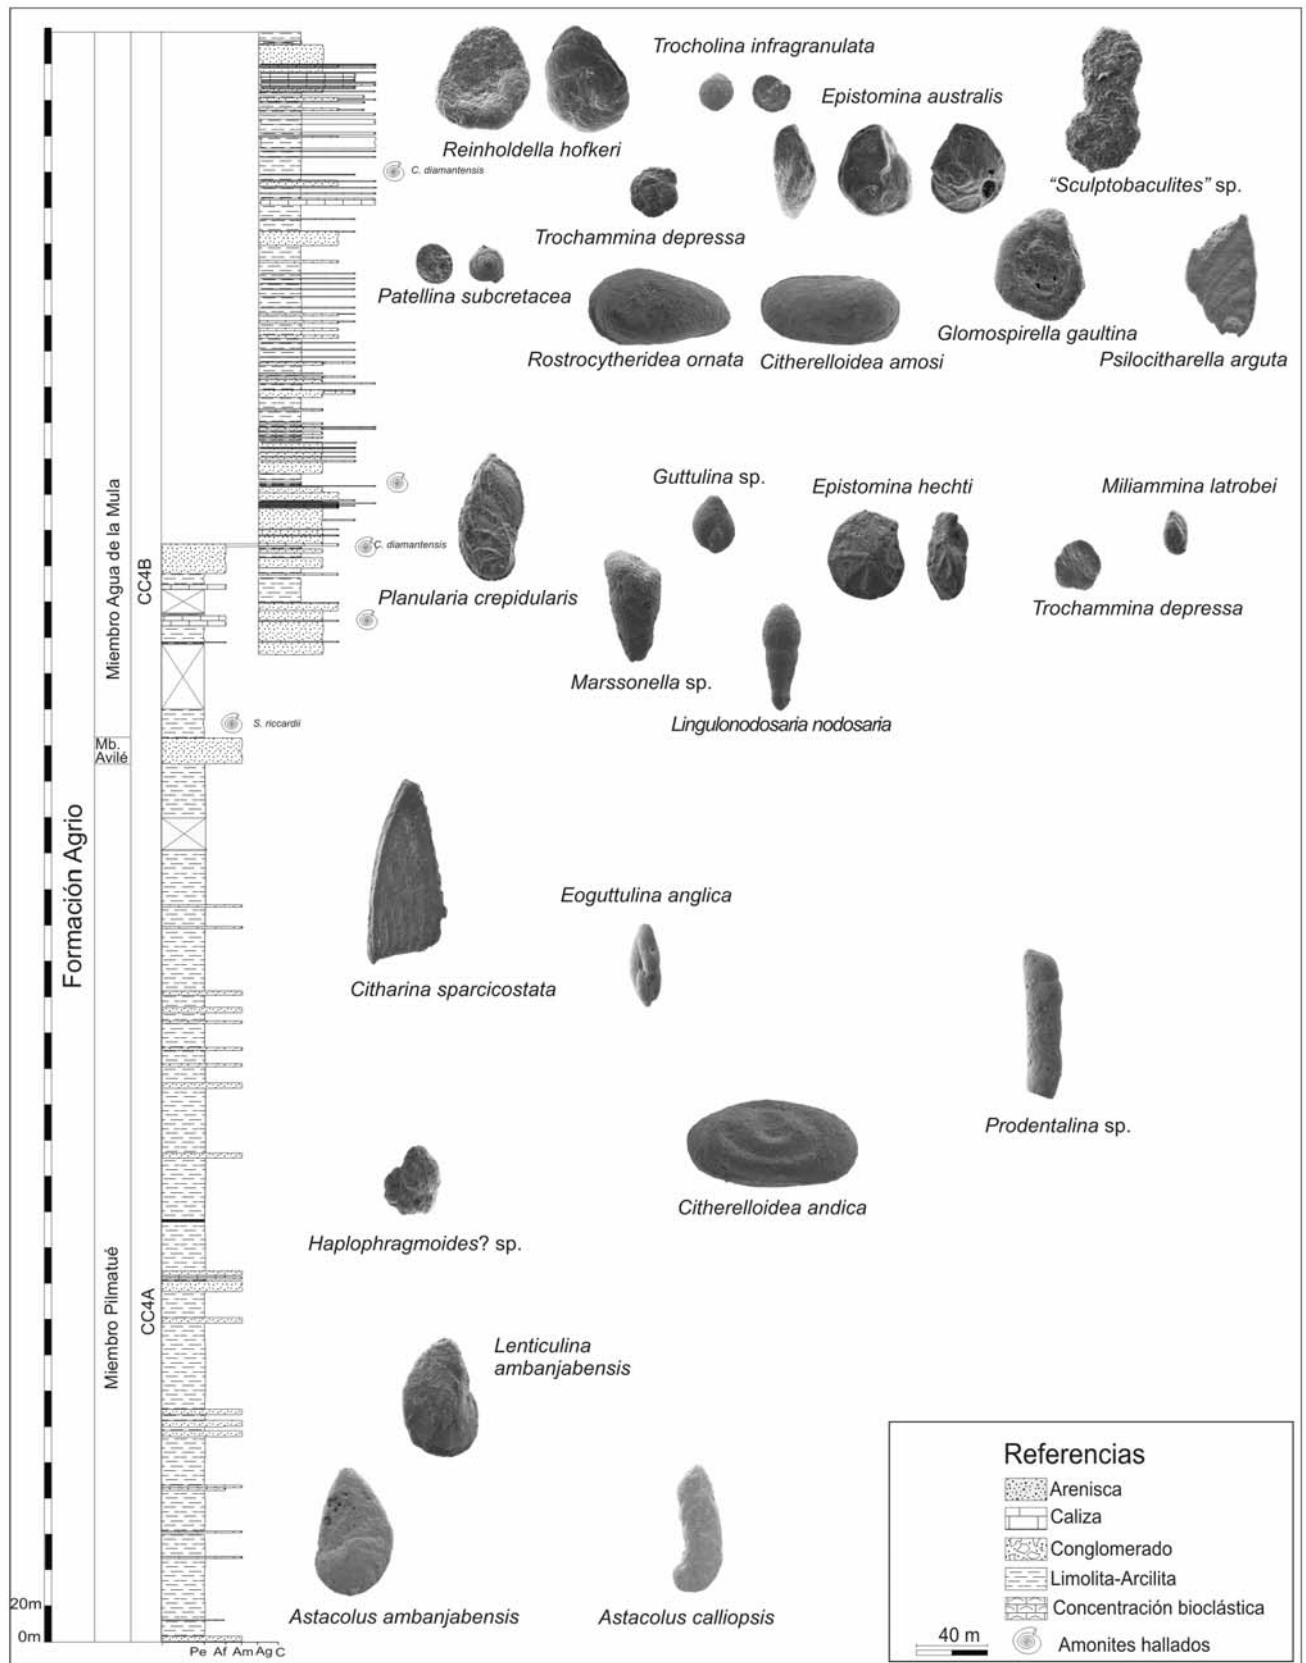 Trocholina infragranulata
Epistomina australis
Reinholdella hofkeri
C. diamantensis
"Sculptobaculites" sp.
Trochammina depressa
Patellina subcretacea
Rostrocytheridea ornata
Citherelloidea amosi
Glomospirella gaultina
Psilocitharella arguta
Guttulina sp.
Epistomina hechti
Miliammina latrobei
C. diamantensis
Planularia crepidularis
Trochammina depressa
Marssonella sp.
Lingulonodosaria nodosaria
S. riccardii
Formación Agrio
Miembro Agua de la Mula
CC4B
Mb.
Avilé
Miembro Pilmatué
CC4A
Eoguttulina anglica
Citharina sparcicostata
Prodentalina sp.
Citherelloidea andica
Haplophragmoides? sp.
Lenticulina
ambanjabensis
Astacolus ambanjabensis
Astacolus calliopsis
20m
0m
Pe Af Am Ag C
40 m
Referencias
Arenisca
Caliza
Conglomerado
Limolita-Arcilita
Concentración bioclástica
Amonites hallados